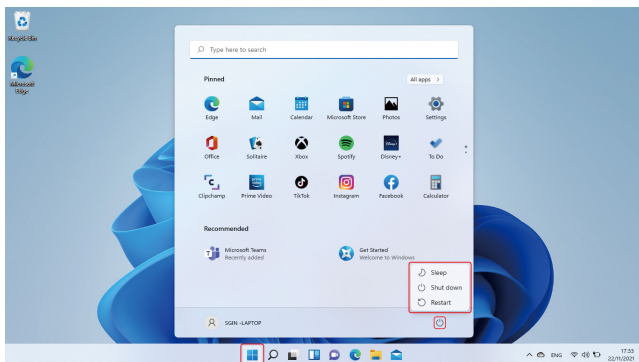 Recycle Bin
Microsoft
Edge
Type here to search
Pinned
All apps >
Edge Mail Calendar Microsoft Store Photos Settings
Office Solitaire Xbox Spotify Disney+ To Do
Clipchamp Prime Video TikTok Instagram Facebook Calculator
Recommended
Microsoft Teams
Recently added
Get Started
Welcome to Windows
Sleep
Shut down
Restart
SGIN -LAPTOP
ENG
17:33
22/11/2021